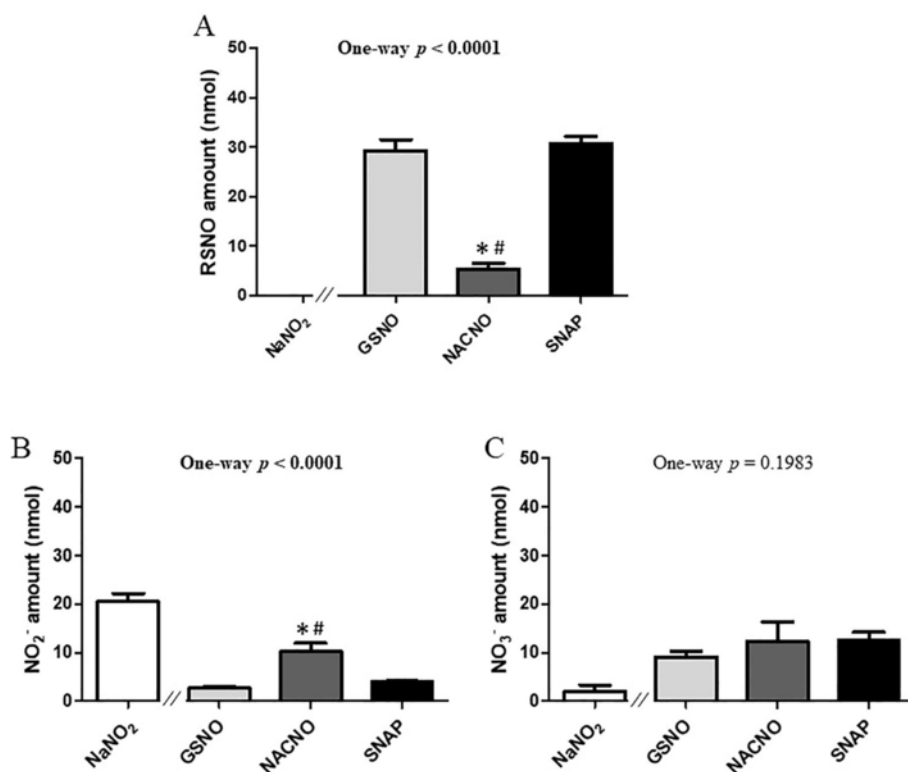 A
One-way p < 0.0001
RSNO amount (nmol)
50
40
30
20
10
0
* #
NaNO₂
//
GSNO
NACNO
SNAP
B
One-way p < 0.0001
NO₂⁻ amount (nmol)
50
40
30
20
10
0
* #
NaNO₂
//
GSNO
NACNO
SNAP
C
One-way p = 0.1983
NO₃⁻ amount (nmol)
50
40
30
20
10
0
NaNO₂
//
GSNO
NACNO
SNAP